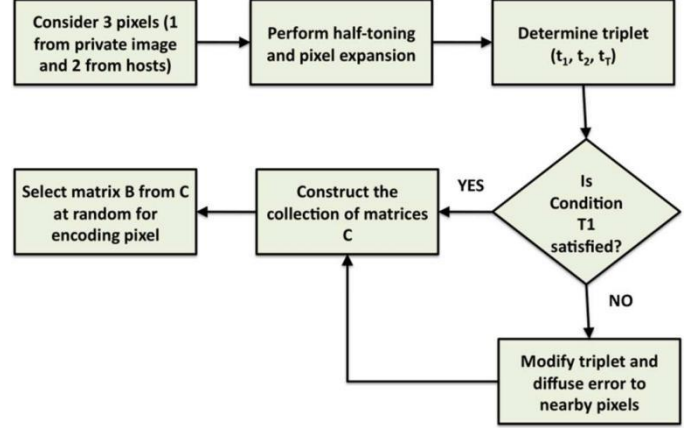 Consider 3 pixels (1
from private image
and 2 from hosts)
Perform half-toning
and pixel expansion
Determine triplet
(t₁, t₂, t_T)
Is
Condition
T1
satisfied?
YES
Construct the
collection of matrices
C
Select matrix B from C
at random for
encoding pixel
NO
Modify triplet and
diffuse error to
nearby pixels